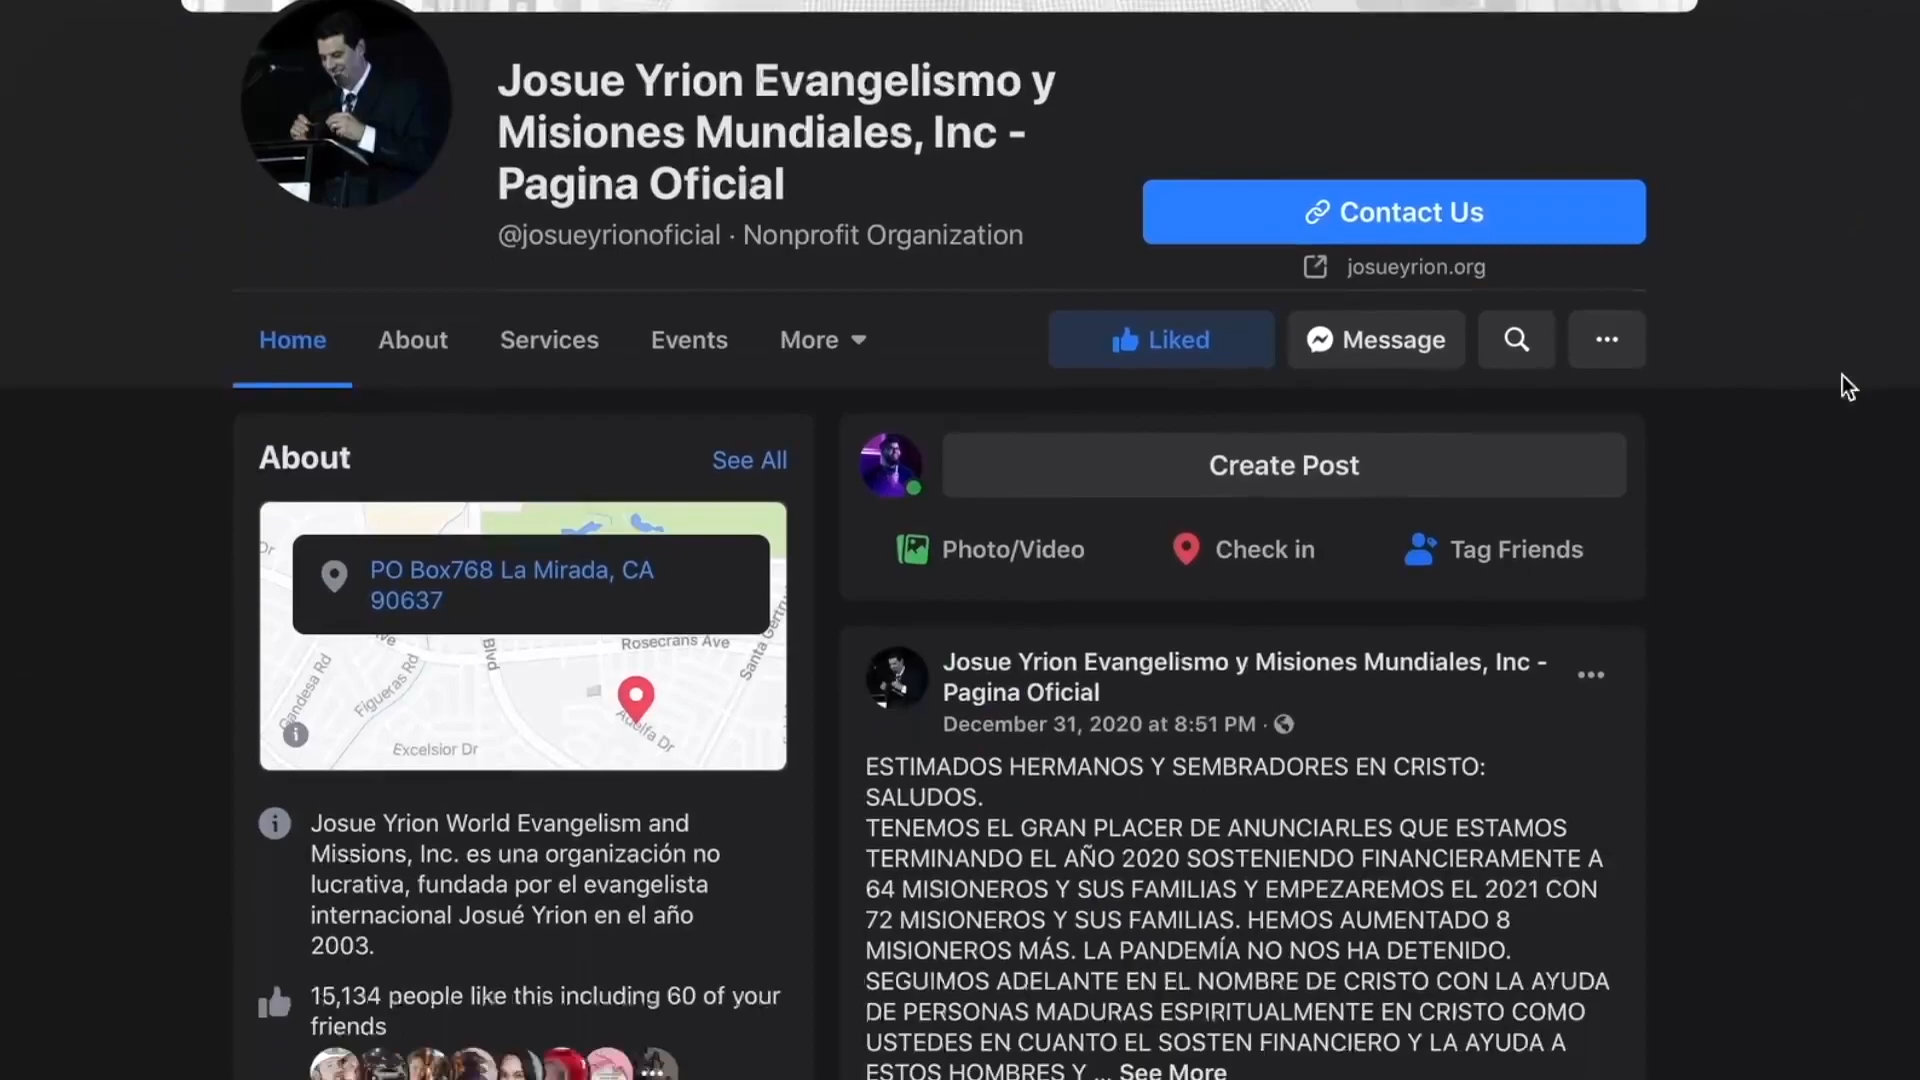 Josue Yrion Evangelismo y
Misiones Mundiales, Inc -
Pagina Oficial
@josueyrionoficial · Nonprofit Organization
Contact Us
josueyrion.org
Home
About
Services
Events
More
Liked
Message
About
See All
Dr
PO Box768 La Mirada, CA
90637
Rosecrans Ave
Blvd
Candesa Rd
Figueras Rd
Adelfa Dr
Excelsior Dr
Josue Yrion World Evangelism and
Missions, Inc. es una organización no
lucrativa, fundada por el evangelista
internacional Josué Yrion en el año
2003.
15,134 people like this including 60 of your
friends
Create Post
Photo/Video
Check in
Tag Friends
Josue Yrion Evangelismo y Misiones Mundiales, Inc -
Pagina Oficial
December 31, 2020 at 8:51 PM ·
ESTIMADOS HERMANOS Y SEMBRADORES EN CRISTO:
SALUDOS.
TENEMOS EL GRAN PLACER DE ANUNCIARLES QUE ESTAMOS
TERMINANDO EL AÑO 2020 SOSTENIENDO FINANCIERAMENTE A
64 MISIONEROS Y SUS FAMILIAS Y EMPEZAREMOS EL 2021 CON
72 MISIONEROS Y SUS FAMILIAS. HEMOS AUMENTADO 8
MISIONEROS MÁS. LA PANDEMÍA NO NOS HA DETENIDO.
SEGUIMOS ADELANTE EN EL NOMBRE DE CRISTO CON LA AYUDA
DE PERSONAS MADURAS ESPIRITUALMENTE EN CRISTO COMO
USTEDES EN CUANTO EL SOSTEN FINANCIERO Y LA AYUDA A
ESTOS HOMBRES Y ... See More